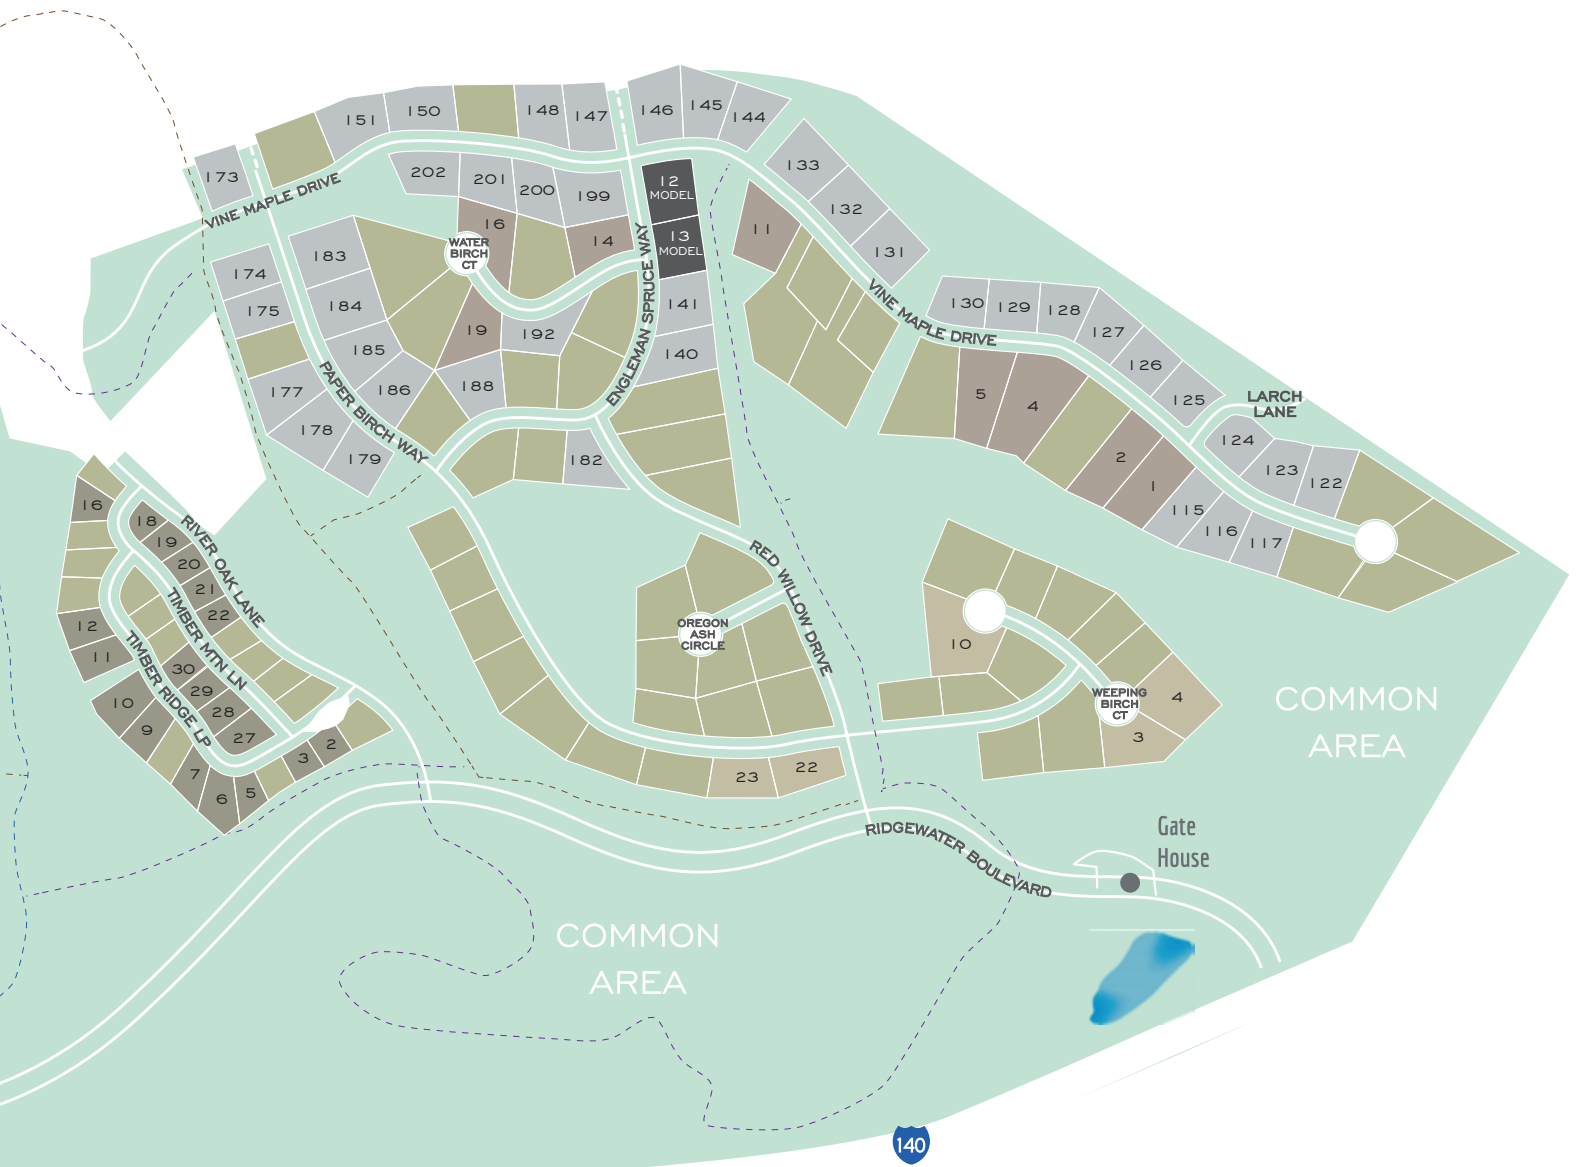 151
150
148
147
146
145
144
173
VINE MAPLE DRIVE
202
201
200
199
12
MODEL
13
MODEL
133
132
131
11
16
14
WATER
BIRCH
CT
183
184
185
186
174
175
177
178
179
PAPER BIRCH WAY
19
192
188
182
ENGLEMAN SPRUCE WAY
141
140
VINE MAPLE DRIVE
130
129
128
127
126
125
LARCH
LANE
124
123
122
5
4
2
1
115
116
117
16
18
19
20
21
22
RIVER OAK LANE
TIMBER MTN LN
TIMBER RIDGE LP
12
11
10
9
7
6
5
3
2
30
29
28
27
RED WILLOW DRIVE
OREGON
ASH
CIRCLE
10
WEEPING
BIRCH
CT
4
3
23
22
COMMON
AREA
RIDGEWATER BOULEVARD
Gate
House
COMMON
AREA
140